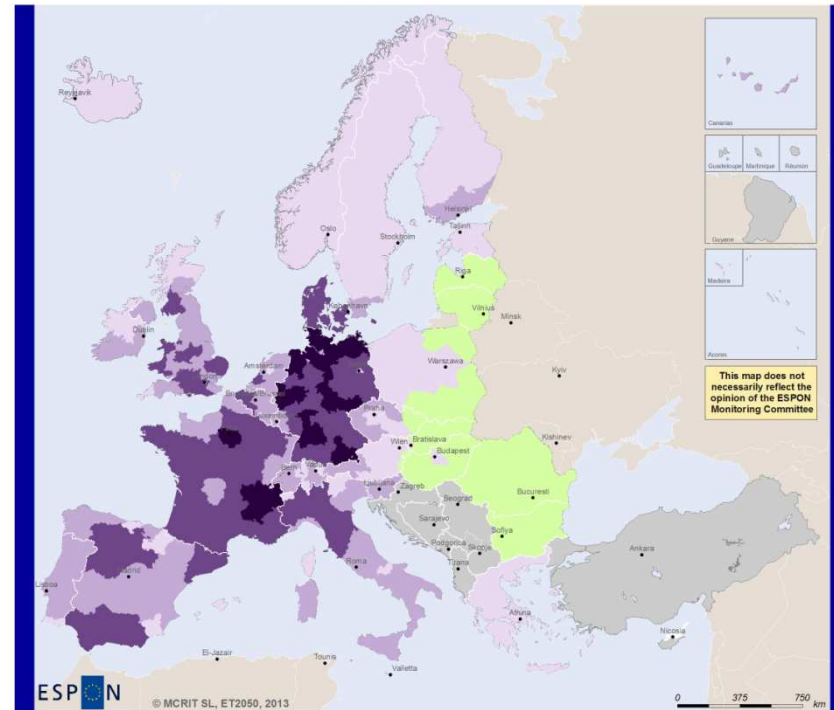 Reykjavik
Canarias
Guadeloupe
Martinique
Réunion
Guyane
Madeira
Acores
Helsinki
Tallinn
Oslo
Stockholm
Riga
Vilnius
Minsk
Dublin
København
Amsterdam
Warszawa
Kyiv
This map does not
necessarily reflect the
opinion of the ESPON
Monitoring Committee
Praha
Wien
Bratislava
Budapest
Kishinev
Bern
Ljubljana
Zagreb
Beograd
Bucuresti
Sarajevo
Sofiya
Podgorica
Skopje
Tirana
Ankara
Madrid
Lisboa
Roma
Athina
Nicosia
El-Jazair
Tounis
Valletta
ESPON
© MCRIT SL, ET2050, 2013
0 375 750
km